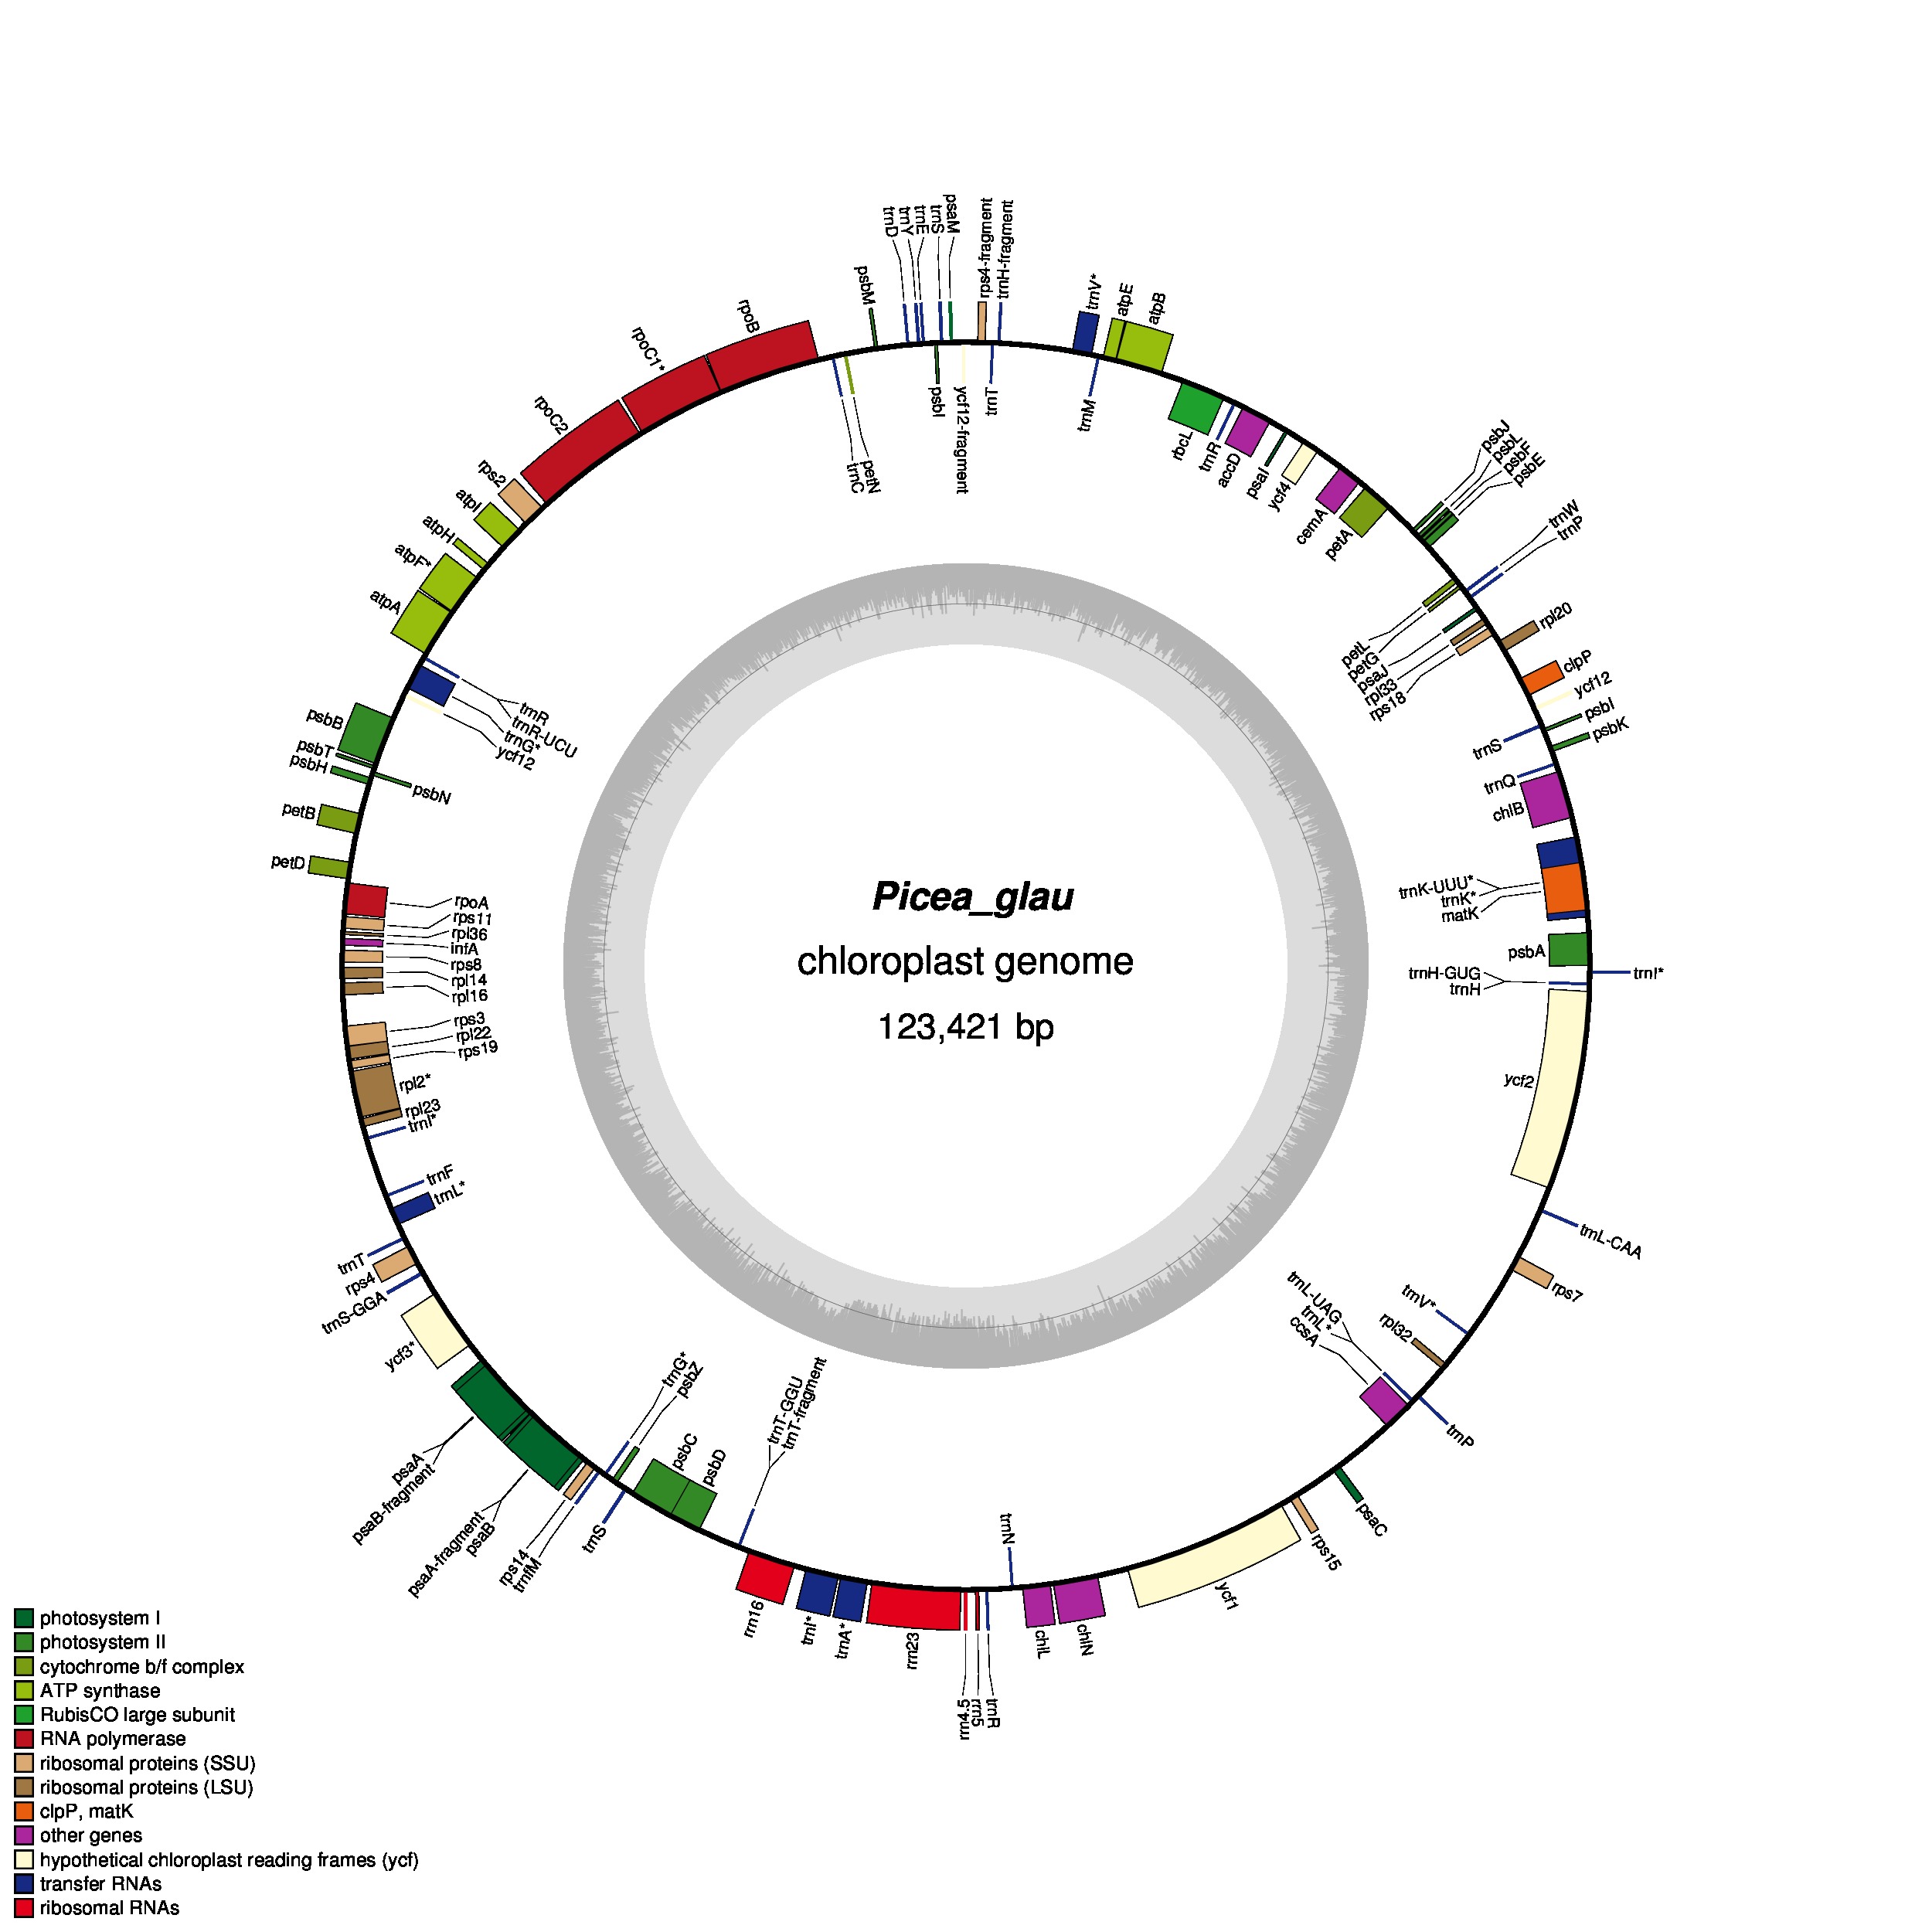 Picea_glau
chloroplast genome
123,421 bp
trnD
trnY
trnE
trnS
psaM
rps4-fragment
trnH-fragment
trnV*
atpE
atpB
psbJ
psbL
psbF
psbE
trnW
trnP
rpl20
clpP
ycf12
psbI
psbK
trnI*
trnL-CAA
rps7
trnP
psaC
rps15
ycf1
chlN
chlL
trnR
rrn5
rrn4.5
rrn23
trnA*
trnI*
rrn16
trnS
trnfM
rps14
psaB
psaA-fragment
psaB-fragment
psaA
ycf3*
trnS-GGA
rps4
trnT
petD
petB
psbH
psbT
psbB
atpA
atpF*
atpH
atpI
rps2
rpoC2
rpoC1*
rpoB
psbM
trnC
petN
psbI
ycf12-fragment
trnT
trnM
rbcL
trnR
accD
psaI
ycf4
cemA
petA
petL
petG
psaJ
rpl33
rps18
trnS
trnQ
chlB
trnK-UUU*
trnK*
matK
psbA
trnH-GUG
trnH
ycf2
trnV*
rpl32
trnL-UAG
trnL*
ccsA
trnN
trnT-GGU
trnT-fragment
psbD
psbC
psbZ
trnG*
trnL*
trnF
trnI*
rpl23
rpl2*
rps19
rpl22
rps3
rpl16
rpl14
rps8
infA
rpl36
rps11
rpoA
psbN
ycf12
trnG*
trnR-UCU
trnR
photosystem I
photosystem II
cytochrome b/f complex
ATP synthase
RubisCO large subunit
RNA polymerase
ribosomal proteins (SSU)
ribosomal proteins (LSU)
clpP, matK
other genes
hypothetical chloroplast reading frames (ycf)
transfer RNAs
ribosomal RNAs